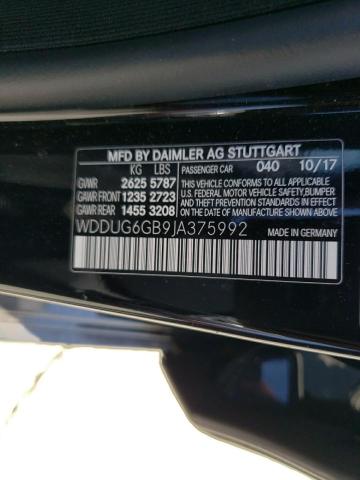 MFD BY DAIMLER AG STUTTGART
KG LBS PASSENGER CAR 040 10/17
GVWR 2625 5787 THIS VEHICLE CONFORMS TO ALL APPLICABLE
GAWR FRONT 1235 2723 U.S. FEDERAL MOTOR VEHICLE SAFETY, BUMPER
GAWR REAR 1455 3208 AND THEFT PREVENTION STANDARDS IN EFFECT
WDDUG6GB9JA375992 ON THE DATE OF MANUFACTURE SHOWN ABOVE.
MADE IN GERMANY